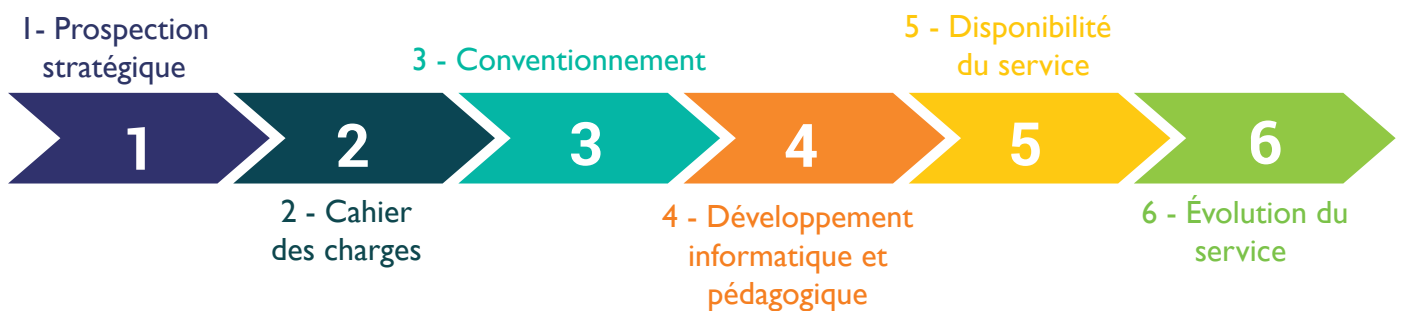 1- Prospection
stratégique
3 - Conventionnement
5 - Disponibilité
du service
1
2
3
4
5
6
2 - Cahier
des charges
4 - Développement
informatique et
pédagogique
6 - Évolution du
service